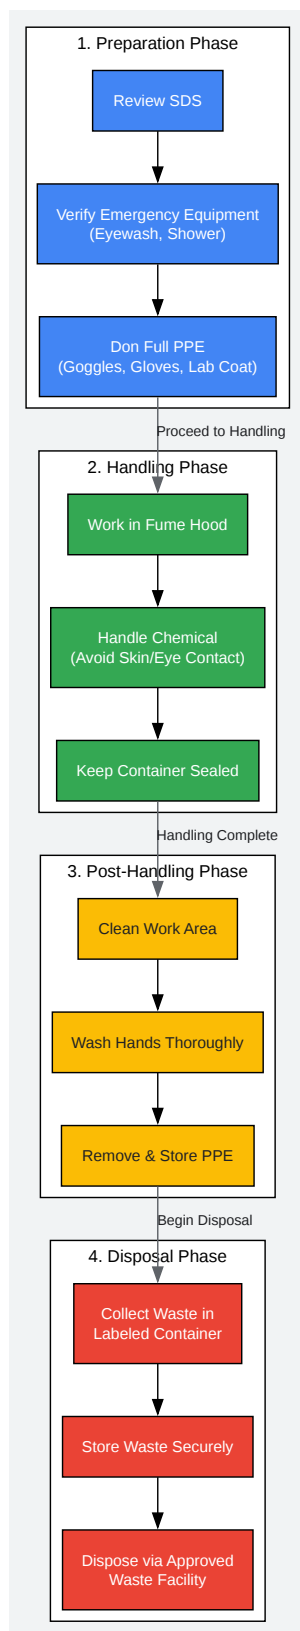 1. Preparation Phase
Review SDS
Verify Emergency Equipment
(Eyewash, Shower)
Don Full PPE
(Goggles, Gloves, Lab Coat)
Proceed to Handling
2. Handling Phase
Work in Fume Hood
Handle Chemical
(Avoid Skin/Eye Contact)
Keep Container Sealed
Handling Complete
3. Post-Handling Phase
Clean Work Area
Wash Hands Thoroughly
Remove & Store PPE
Begin Disposal
4. Disposal Phase
Collect Waste in
Labeled Container
Store Waste Securely
Dispose via Approved
Waste Facility